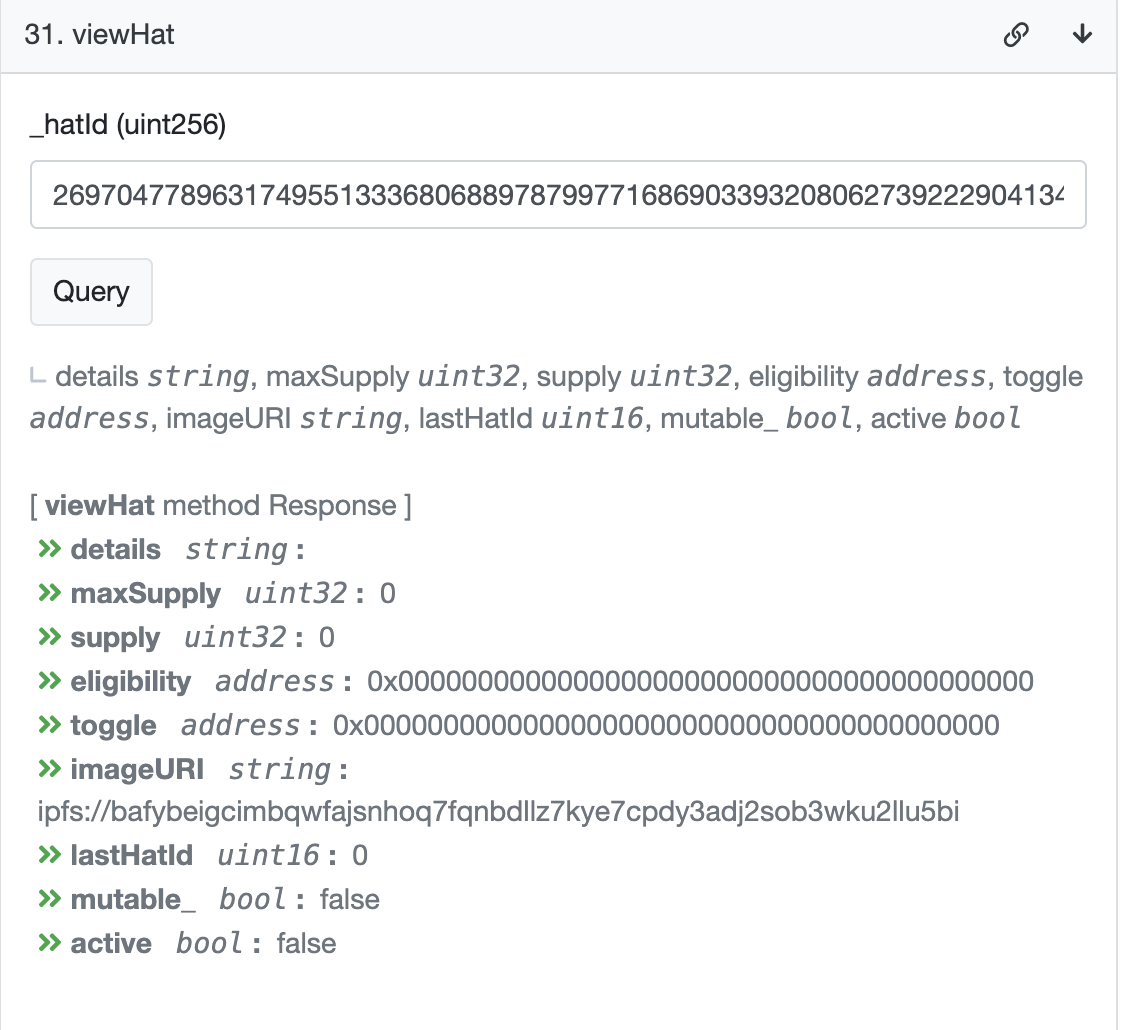 31. viewHat
_hatId (uint256)
2697047789631749551333680688978799771686903393208062739222904134
Query
details string, maxSupply uint32, supply uint32, eligibility address, toggle
address, imageURI string, lastHatId uint16, mutable_ bool, active bool
[ viewHat method Response ]
details string :
maxSupply uint32 : 0
supply uint32 : 0
eligibility address : 0x0000000000000000000000000000000000000000
toggle address : 0x0000000000000000000000000000000000000000
imageURI string :
ipfs://bafybeigcimbqwfajsnhoq7fqnbdllz7kye7cpdy3adj2sob3wku2llu5bi
lastHatId uint16 : 0
mutable_ bool : false
active bool : false